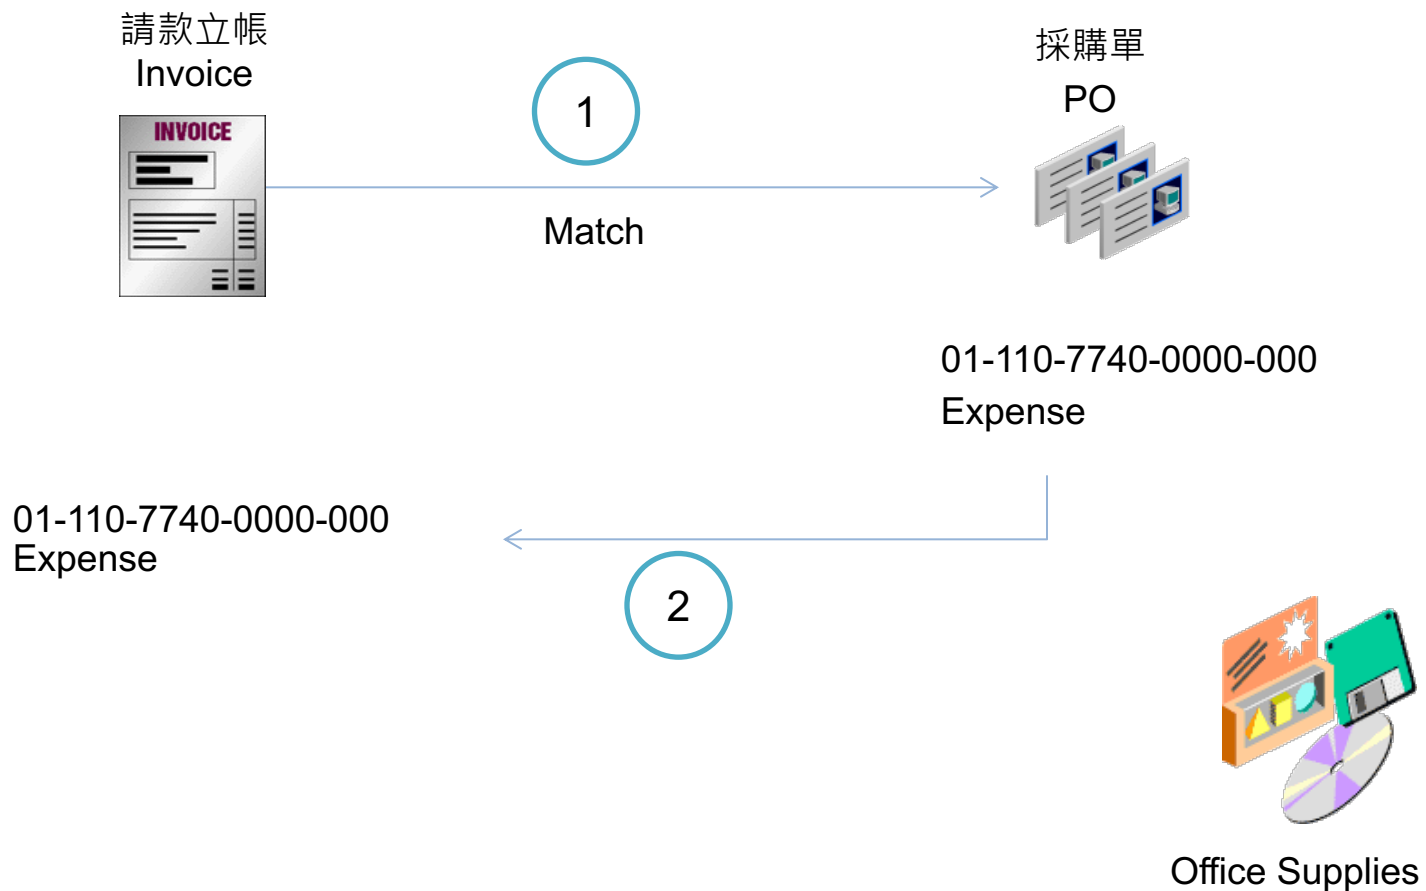 請款立帳
Invoice
INVOICE
1
Match
採購單
PO
01-110-7740-0000-000
Expense
01-110-7740-0000-000
Expense
2
Office Supplies